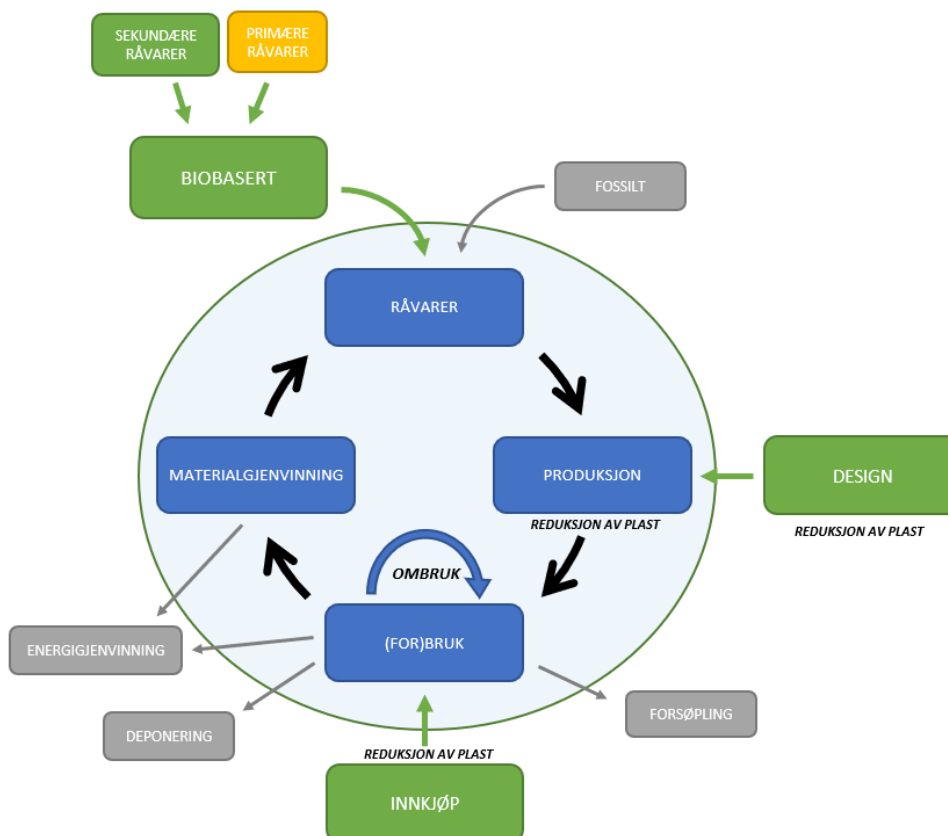 SEKUNDÆRE
RÅVARER
PRIMÆRE
RÅVARER
BIOBASERT
FOSSILT
RÅVARER
MATERIALGJENVINNING
PRODUKSJON
DESIGN
REDUKSJON AV PLAST
REDUKSJON AV PLAST
OMBRUK
ENERGIGJENVINNING
(FOR)BRUK
DEPONERING
FORSØPLING
REDUKSJON AV PLAST
INNKJØP